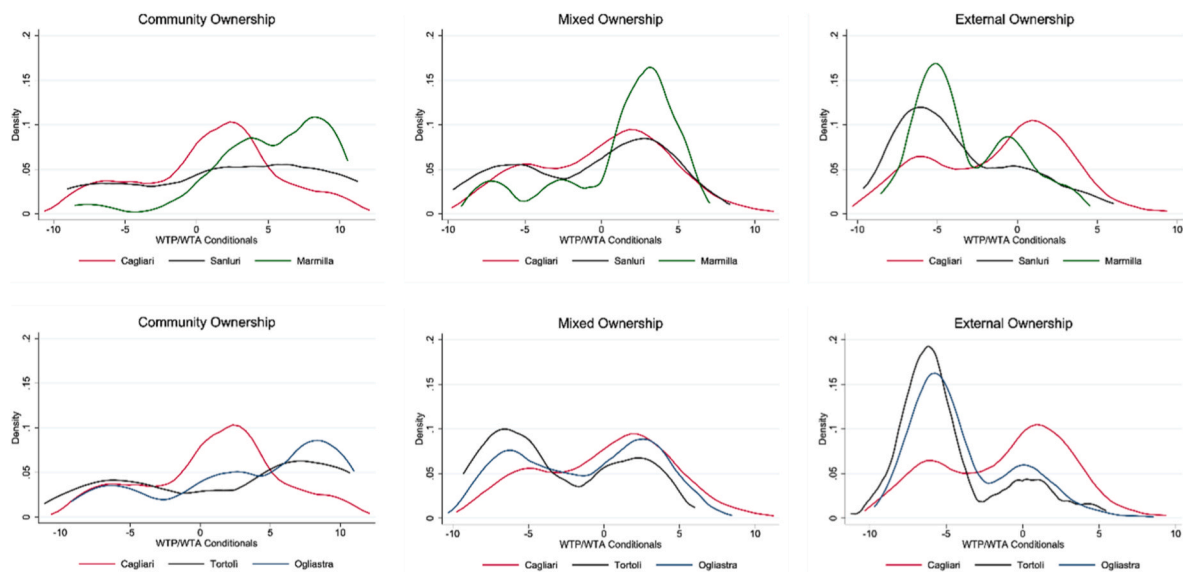 Community Ownership
Density
.2
.15
.1
.05
0
-10 -5 0 5 10
WTP/WTA Conditionals
Cagliari Sanluri Marmilla
Mixed Ownership
Density
.2
.15
.1
.05
0
-10 -5 0 5 10
WTP/WTA Conditionals
Cagliari Sanluri Marmilla
External Ownership
Density
.2
.15
.1
.05
0
-10 -5 0 5 10
WTP/WTA Conditionals
Cagliari Sanluri Marmilla
Community Ownership
Density
.2
.15
.1
.05
0
-10 -5 0 5 10
WTP/WTA Conditionals
Cagliari Tortolì Ogliastra
Mixed Ownership
Density
.2
.15
.1
.05
0
-10 -5 0 5 10
WTP/WTA Conditionals
Cagliari Tortolì Ogliastra
External Ownership
Density
.2
.15
.1
.05
0
-10 -5 0 5 10
WTP/WTA Conditionals
Cagliari Tortolì Ogliastra